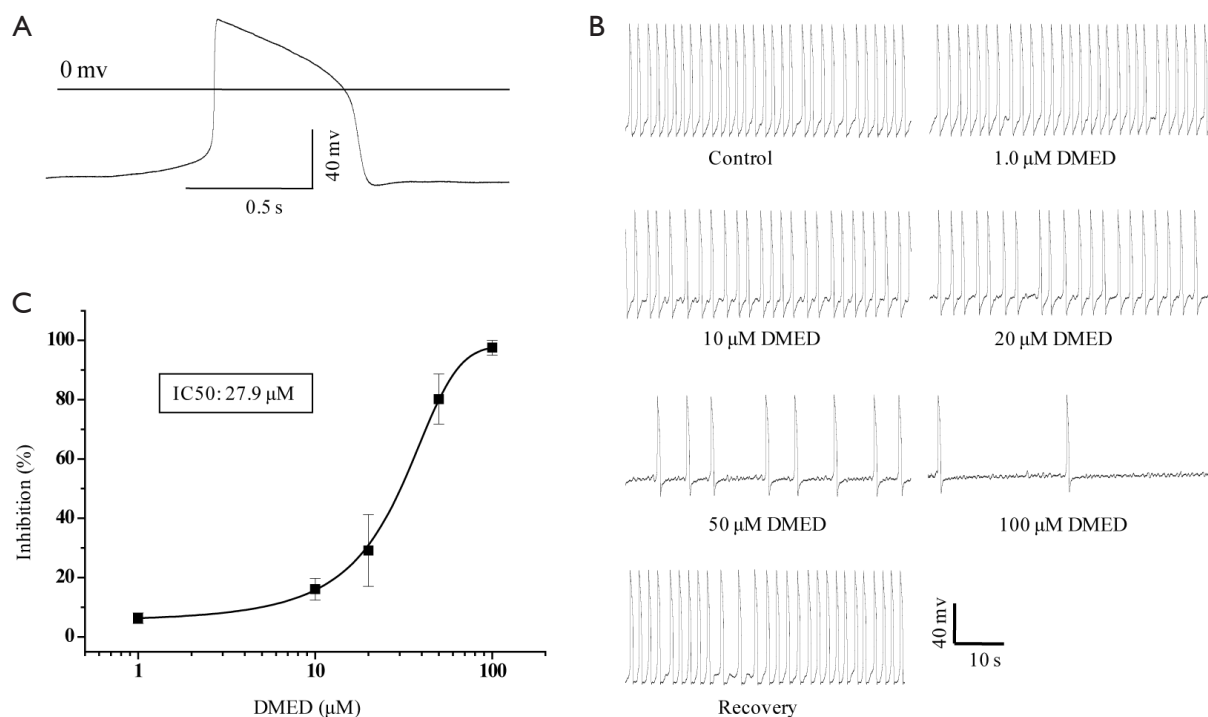 A
0 mv
40 mv
0.5 s
B
Control
1.0 µM DMED
10 µM DMED
20 µM DMED
50 µM DMED
100 µM DMED
Recovery
40 mv
10 s
C
100
80
60
40
20
0
Inhibition (%)
IC50: 27.9 µM
1
10
100
DMED (µM)